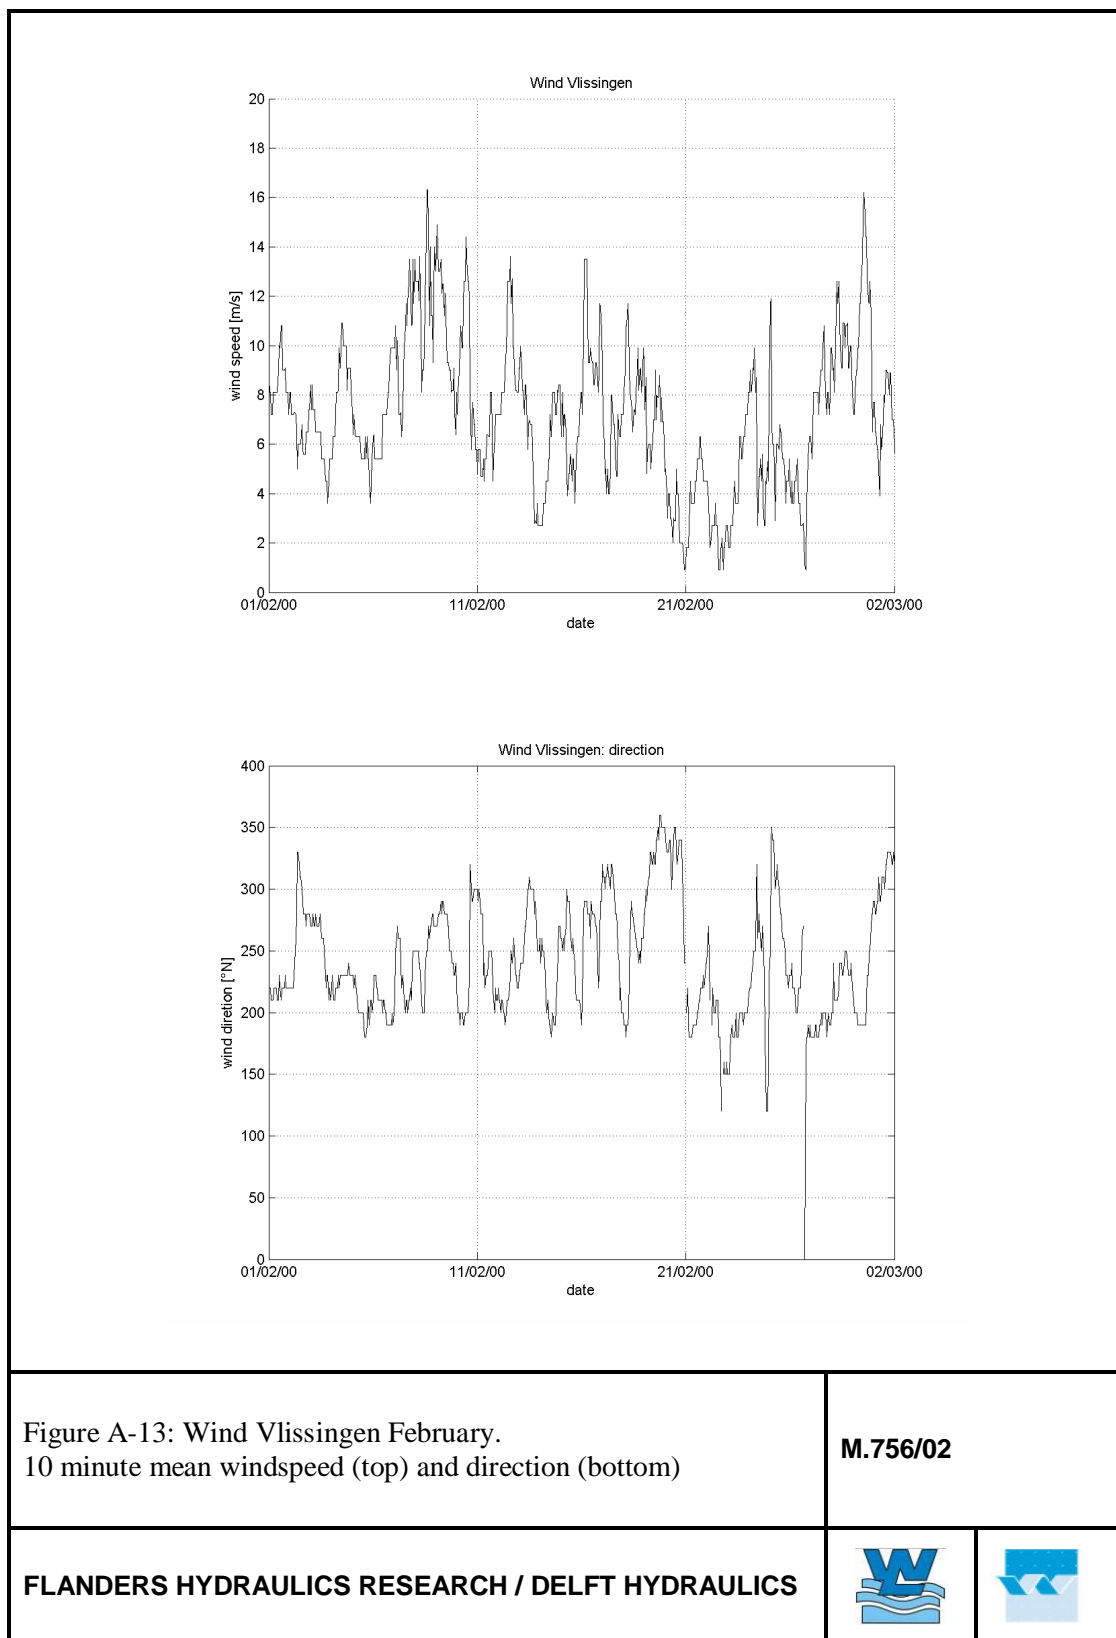 Wind Vlissingen
20
18
16
14
12
10
8
6
4
2
0
wind speed [m/s]
01/02/00 11/02/00 21/02/00 02/03/00
date
Wind Vlissingen: direction
400
350
300
250
200
150
100
50
0
wind diretion [°N]
01/02/00 11/02/00 21/02/00 02/03/00
date
Figure A-13: Wind Vlissingen February.
10 minute mean windspeed (top) and direction (bottom)
M.756/02
FLANDERS HYDRAULICS RESEARCH / DELFT HYDRAULICS